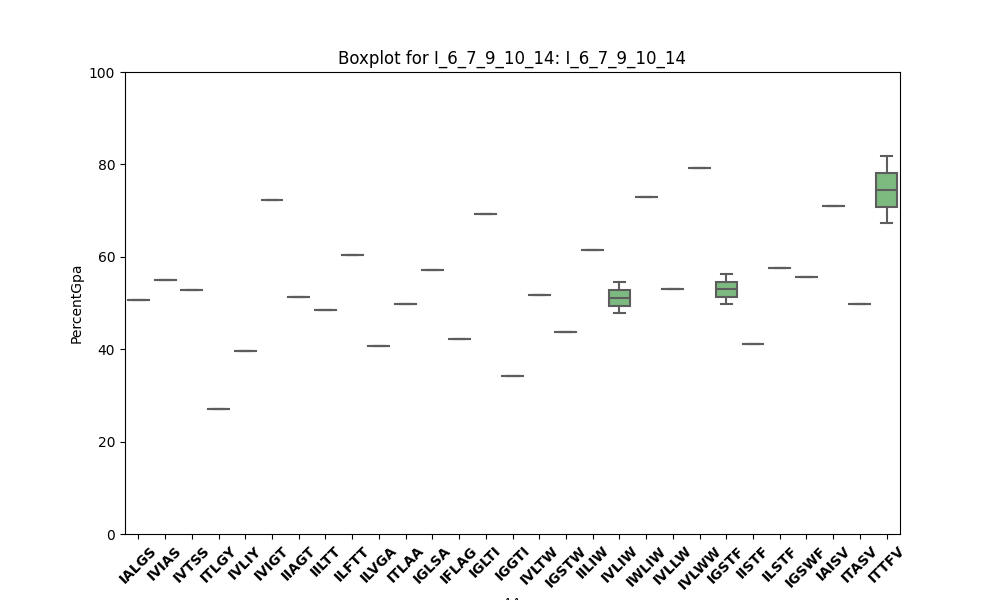 Boxplot for I_6_7_9_10_14: I_6_7_9_10_14
PercentGpa
100
80
60
40
20
0
IALGS
IVIAS
IVTSS
ITLGY
IVLIY
IVIGT
IIAGT
IILTT
ILFTT
ILVGA
ITLAA
IGLSA
IFLAG
IGLTI
IGGTI
IVLTW
IGSTW
IILIW
IVLIW
IWLIW
IVLLW
IVLWW
IGSTF
IISTF
ILSTF
IGSWF
IAISV
ITASV
ITTFV